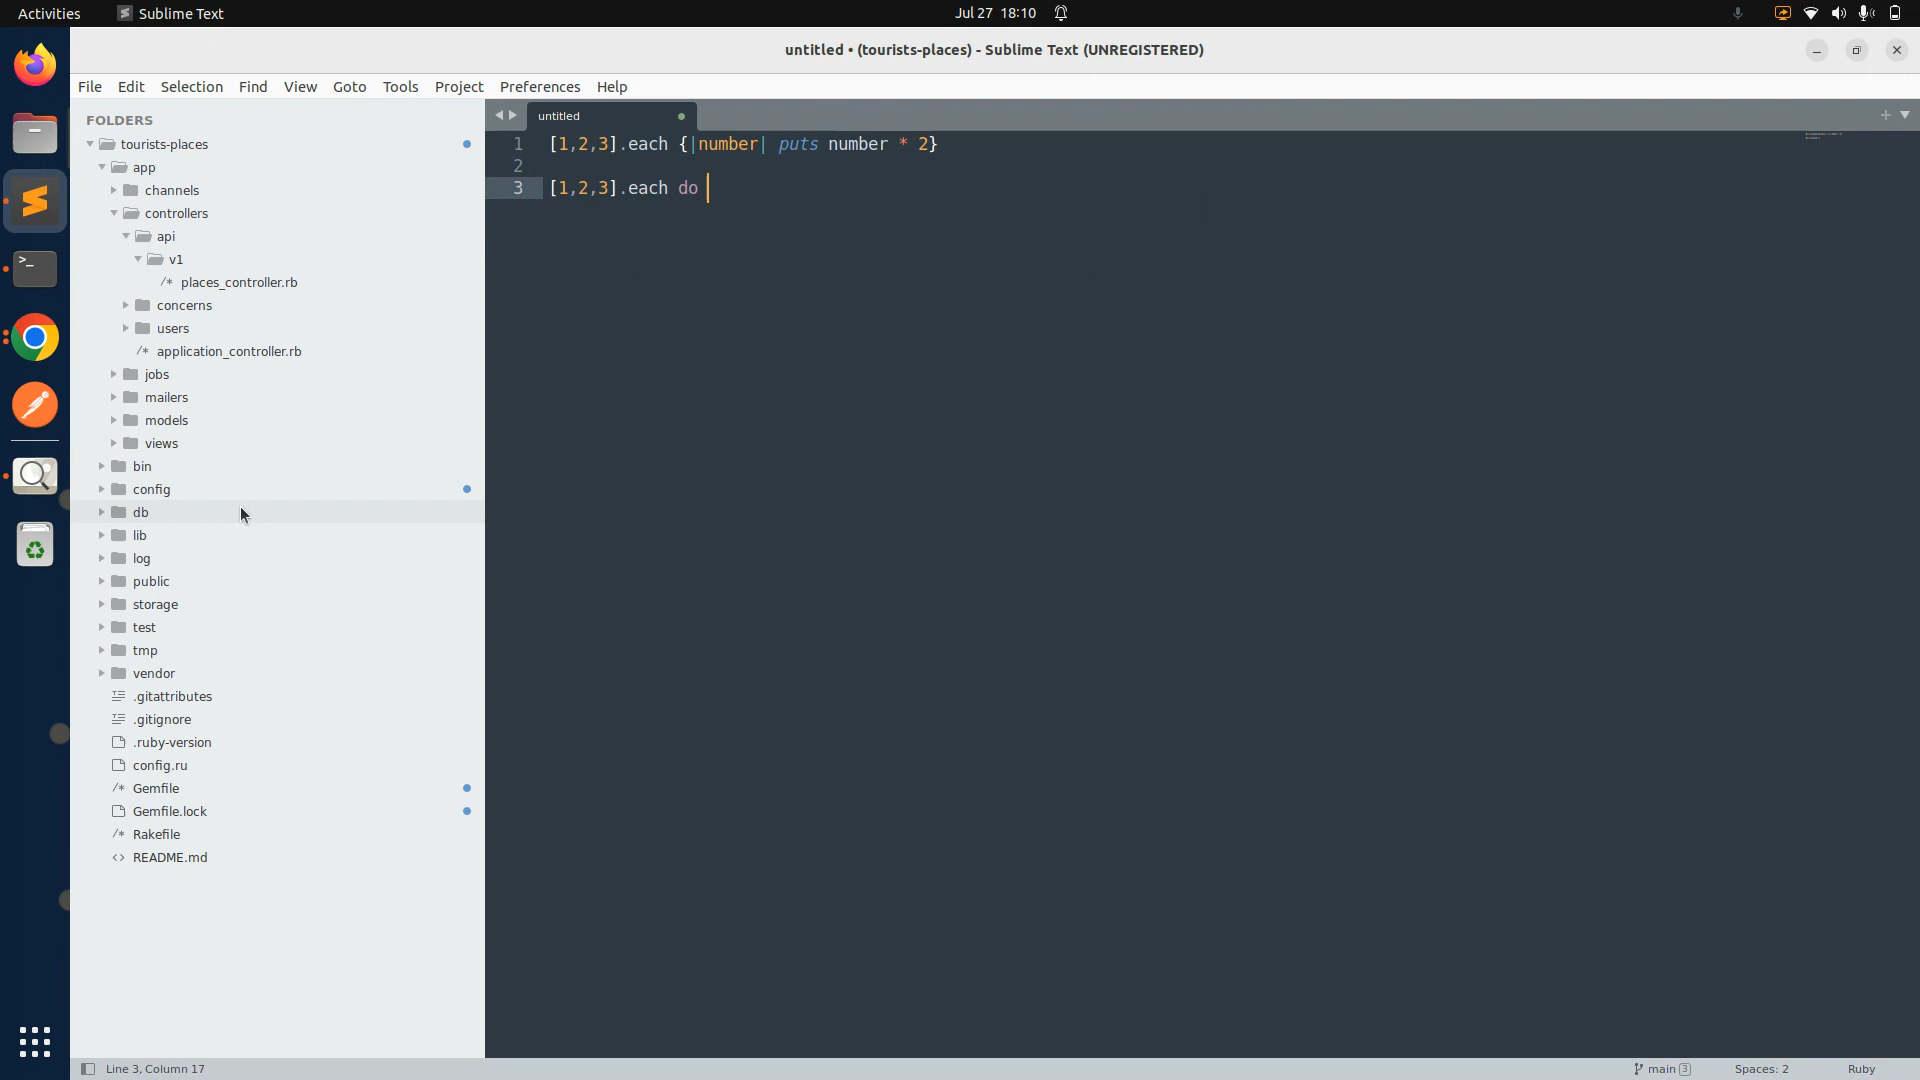 Activities
Sublime Text
Jul 27 18:10
untitled • (tourists-places) - Sublime Text (UNREGISTERED)
File Edit Selection Find View Goto Tools Project Preferences Help
FOLDERS
tourists-places
app
channels
controllers
api
v1
places_controller.rb
concerns
users
application_controller.rb
jobs
mailers
models
views
bin
config
db
lib
log
public
storage
test
tmp
vendor
.gitattributes
.gitignore
.ruby-version
config.ru
Gemfile
Gemfile.lock
Rakefile
README.md
untitled
1 [1,2,3].each {|number| puts number * 2}
2
3 [1,2,3].each do
Line 3, Column 17
main 3
Spaces: 2
Ruby